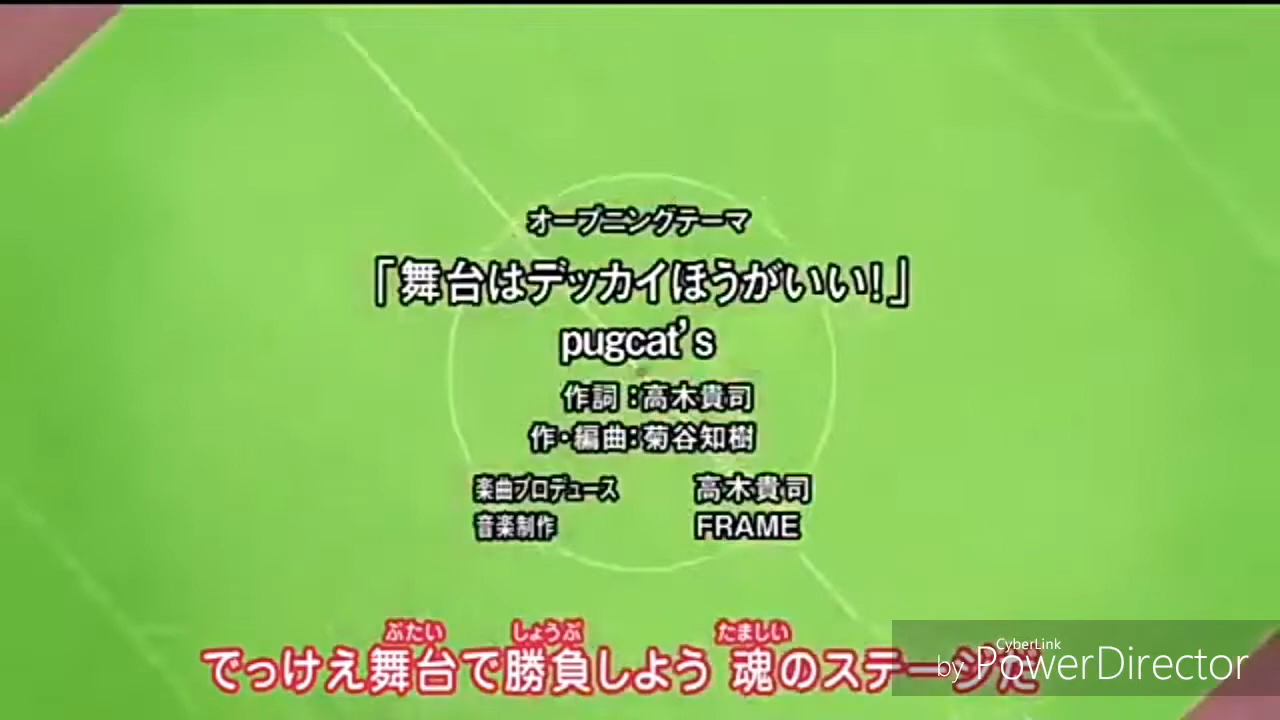 オープニングテーマ
「舞台はデッカイほうがいい!」
pugcat's
作詞：高木貴司
作・編曲：菊谷知樹
楽曲プロデュース 高木貴司
音楽制作 FRAME
ぶたい しょうぶ たましい
でっけえ舞台で勝負しよう 魂のステージに
CyberLink
by PowerDirector